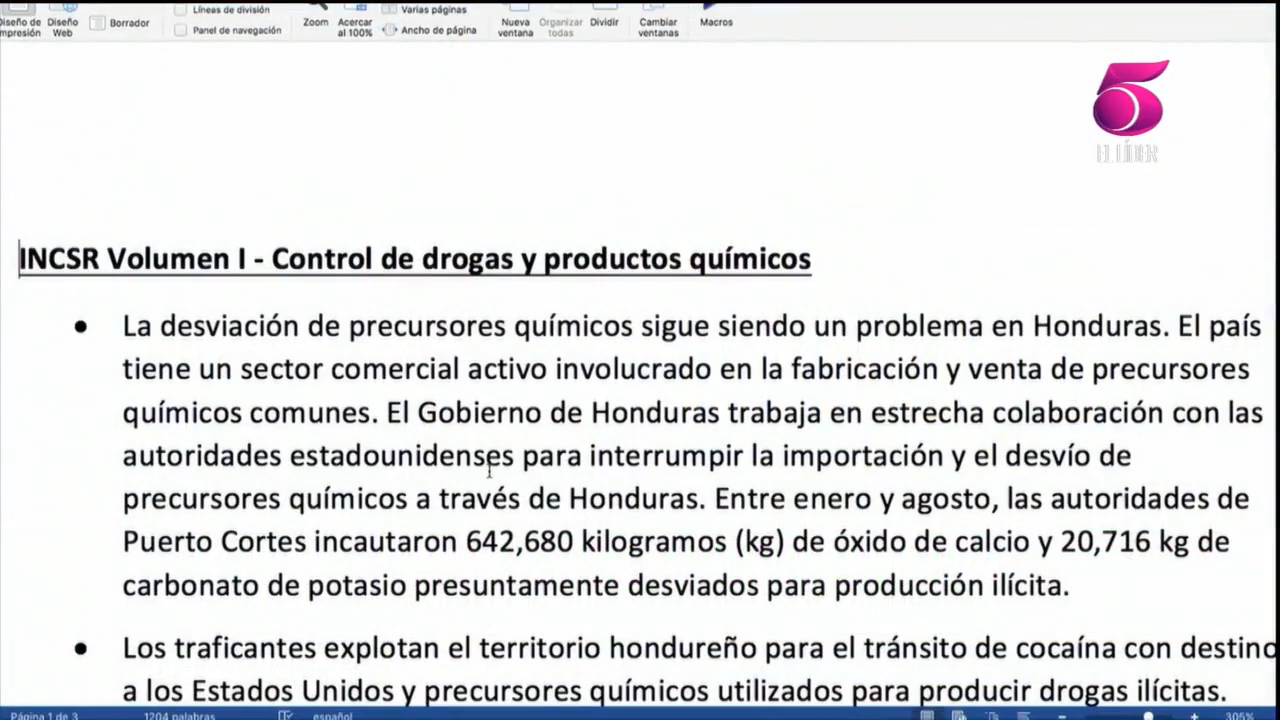 Líneas de división
Varias páginas
Diseño de
impresión
Diseño
Web
Borrador
Panel de navegación
Zoom
Acercar
al 100%
Ancho de página
Nueva
ventana
Organizar
todas
Dividir
Cambiar
ventanas
Macros
5
EL LÍDER
INCSR Volumen I - Control de drogas y productos químicos
• La desviación de precursores químicos sigue siendo un problema en Honduras. El país
tiene un sector comercial activo involucrado en la fabricación y venta de precursores
químicos comunes. El Gobierno de Honduras trabaja en estrecha colaboración con las
autoridades estadounidenses para interrumpir la importación y el desvío de
precursores químicos a través de Honduras. Entre enero y agosto, las autoridades de
Puerto Cortes incautaron 642,680 kilogramos (kg) de óxido de calcio y 20,716 kg de
carbonato de potasio presuntamente desviados para producción ilícita.
• Los traficantes explotan el territorio hondureño para el tránsito de cocaína con destino
a los Estados Unidos y precursores químicos utilizados para producir drogas ilícitas.
Página 1 de 3
1204 palabras
español
305%